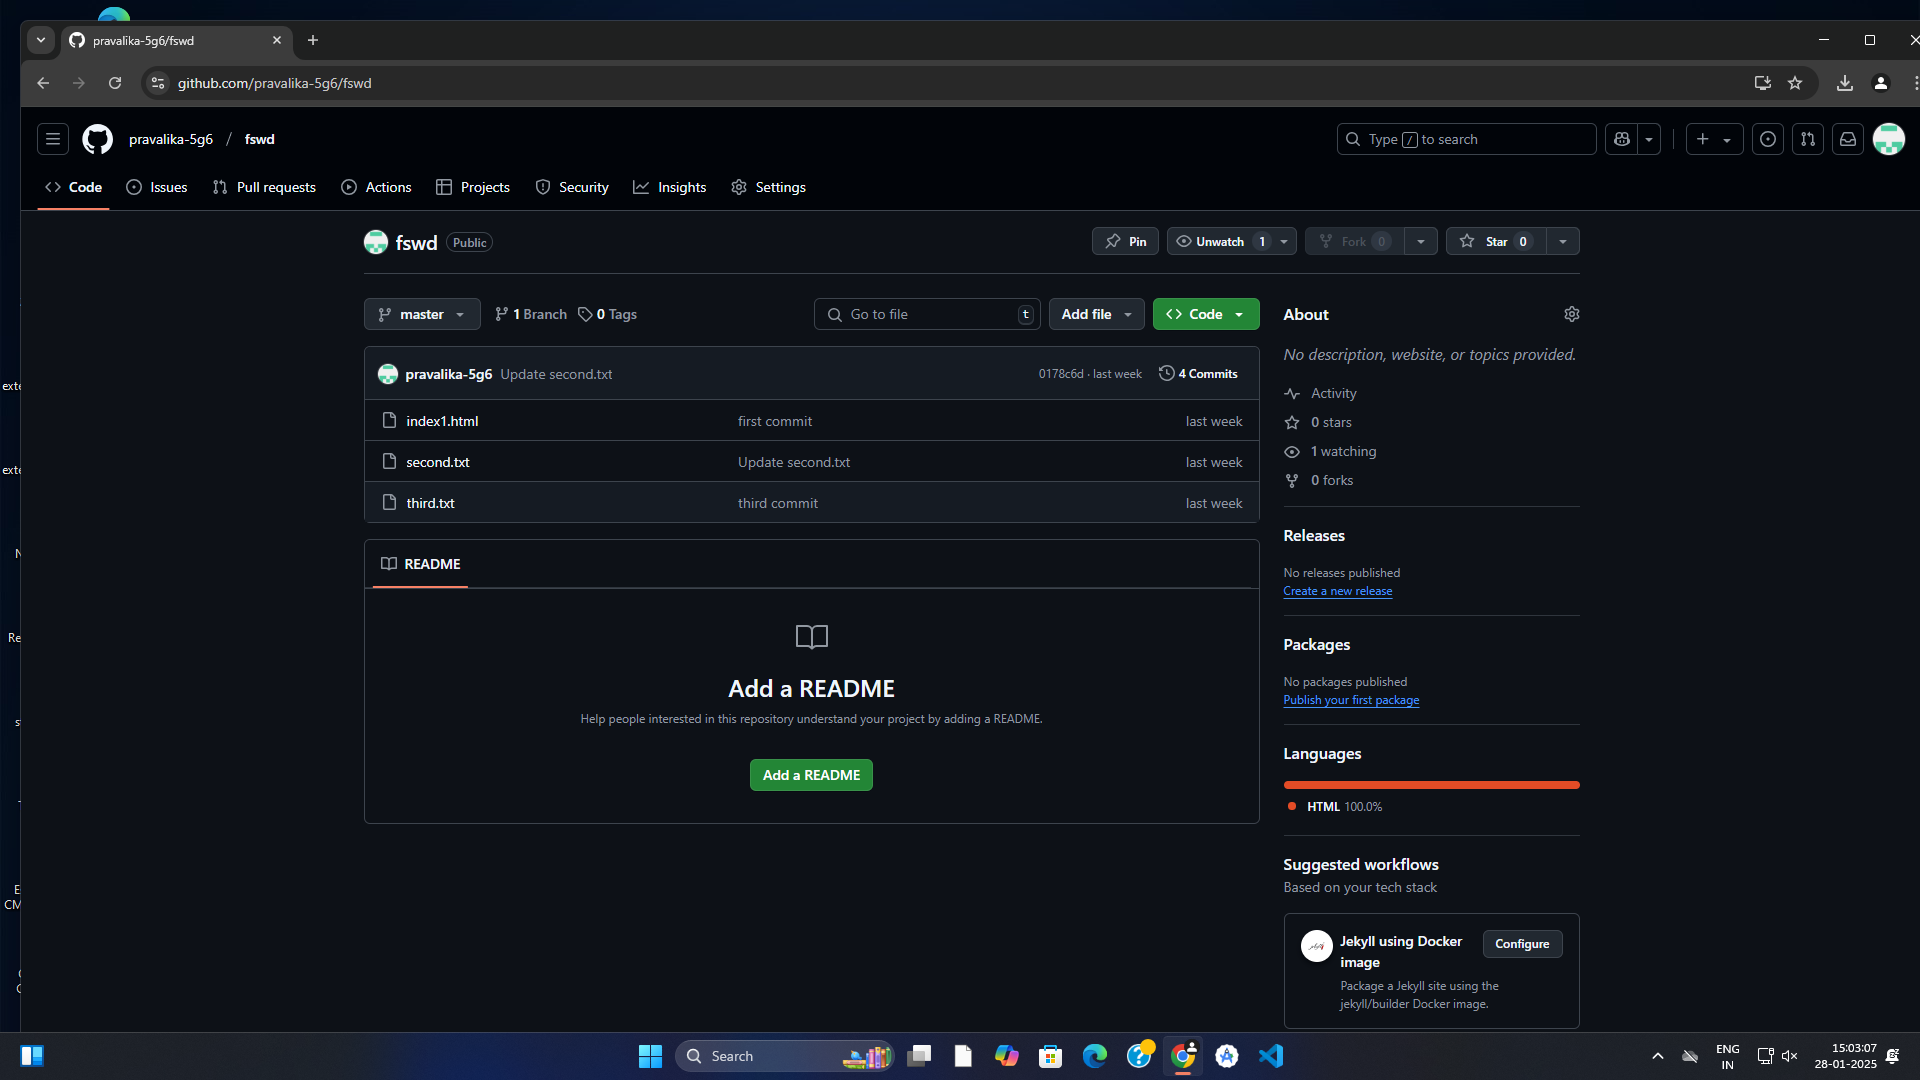 pravalika-5g6/fswd
github.com/pravalika-5g6/fswd
pravalika-5g6 / fswd
Type / to search
Code Issues Pull requests Actions Projects Security Insights Settings
fswd Public
Pin Unwatch 1 Fork 0 Star 0
master 1 Branch 0 Tags Go to file t Add file Code
pravalika-5g6 Update second.txt 0178c6d · last week 4 Commits
index1.html first commit last week
second.txt Update second.txt last week
third.txt third commit last week
README
Add a README
Help people interested in this repository understand your project by adding a README.
Add a README
About
No description, website, or topics provided.
Activity
0 stars
1 watching
0 forks
Releases
No releases published
Create a new release
Packages
No packages published
Publish your first package
Languages
HTML 100.0%
Suggested workflows
Based on your tech stack
Jekyll using Docker image
Configure
Package a Jekyll site using the
jekyll/builder Docker image.
exte
exte
Re
CM
Search
ENG
IN
15:03:07
28-01-2025